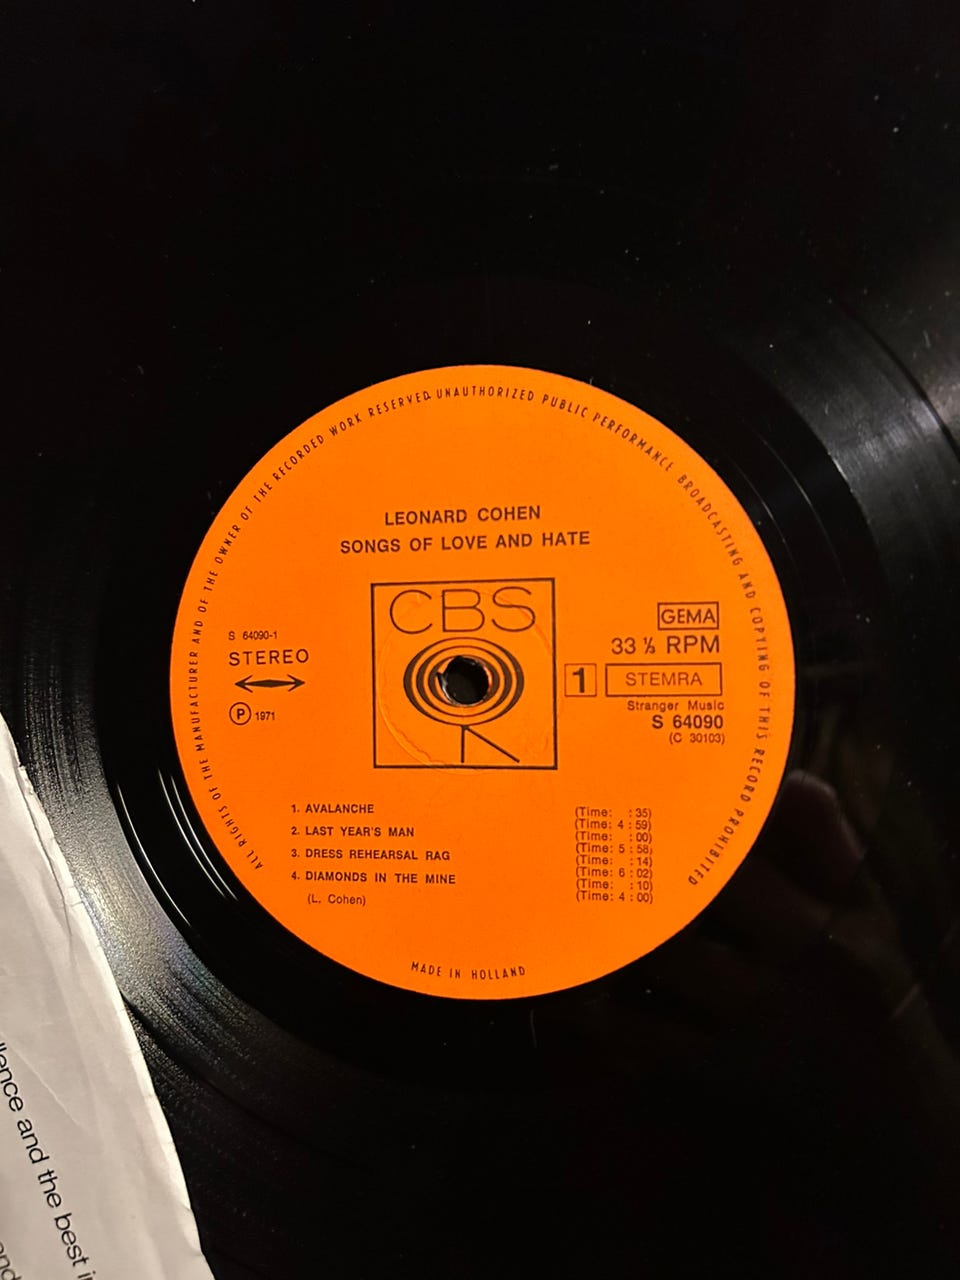 ALL RIGHTS OF THE MANUFACTURER AND OF THE OWNER OF THE RECORDED WORK RESERVED. UNAUTHORIZED PUBLIC PERFORMANCE BROADCASTING AND COPYING OF THIS RECORD PROHIBITED
LEONARD COHEN
SONGS OF LOVE AND HATE
CBS
S 64090-1
STEREO
Ⓟ 1971
GEMA
33 ⅓ RPM
1 STEMRA
Stranger Music
S 64090
(C 30103)
1. AVALANCHE
2. LAST YEAR'S MAN
3. DRESS REHEARSAL RAG
4. DIAMONDS IN THE MINE
(L. Cohen)
(Time: :35)
(Time: 4:59)
(Time: :00)
(Time: 5:58)
(Time: :14)
(Time: 6:02)
(Time: :10)
(Time: 4:00)
MADE IN HOLLAND
and the best